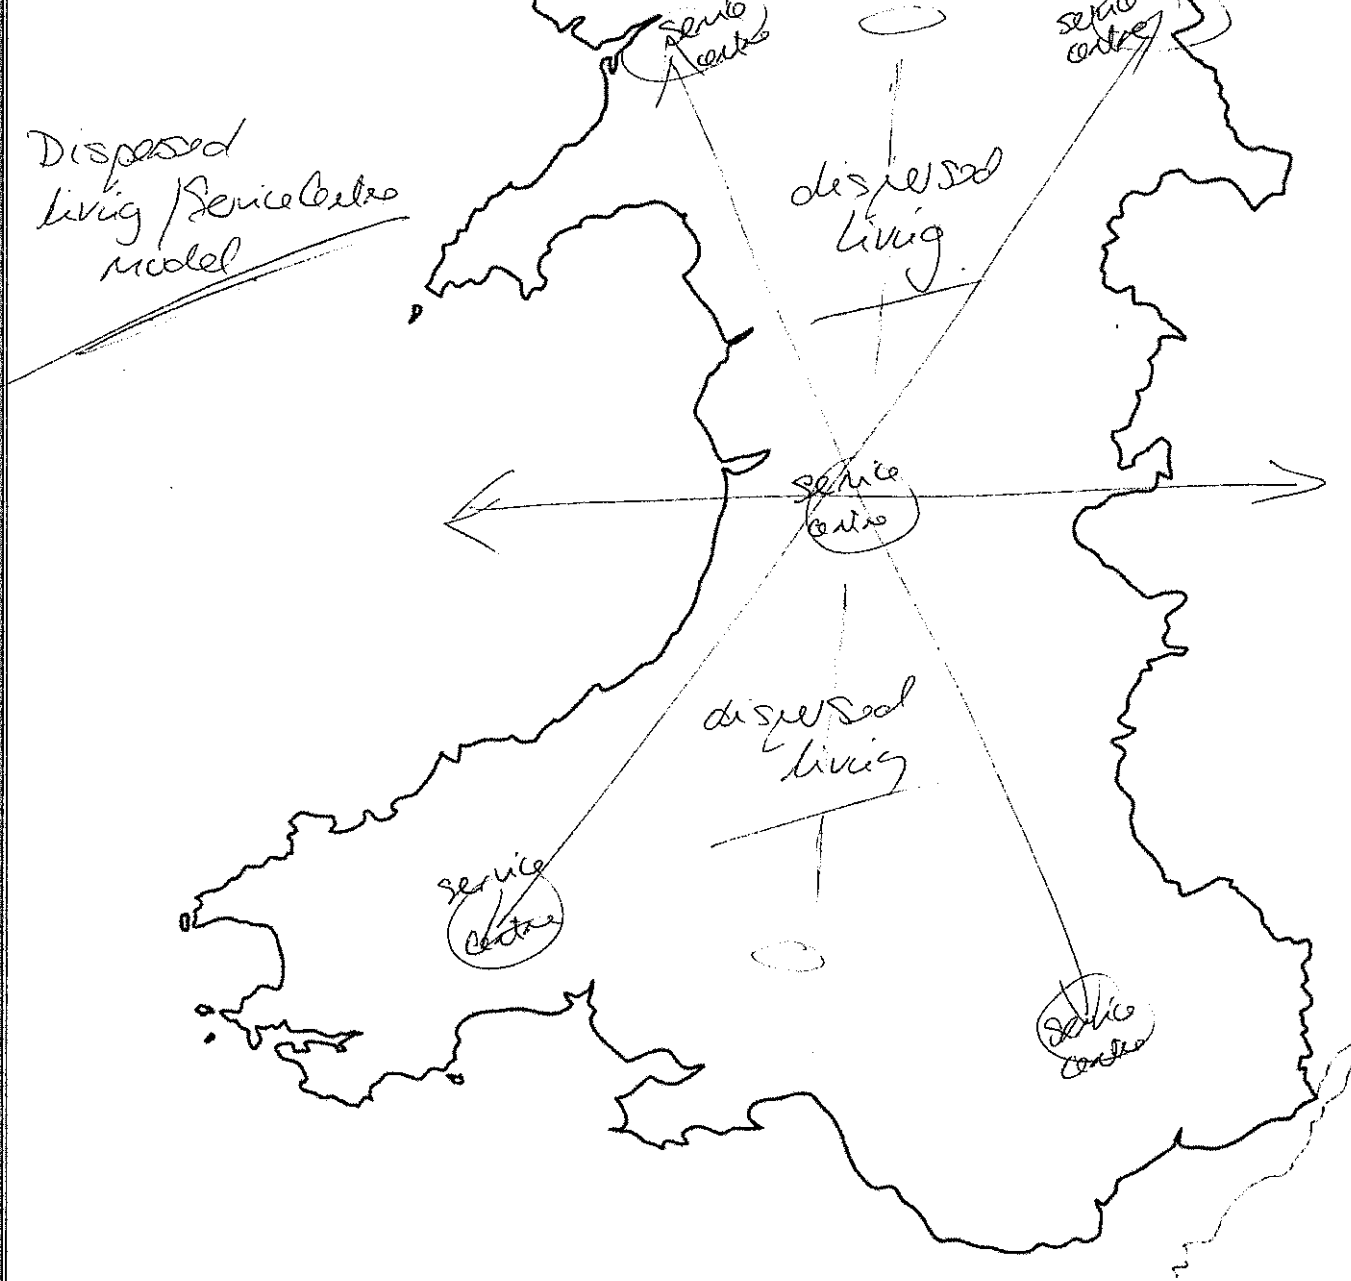 service
centre
service
centre
Dispersed
living / Service Centre
model
dispersed
living
service
centre
dispersed
living
service
centre
service
centre